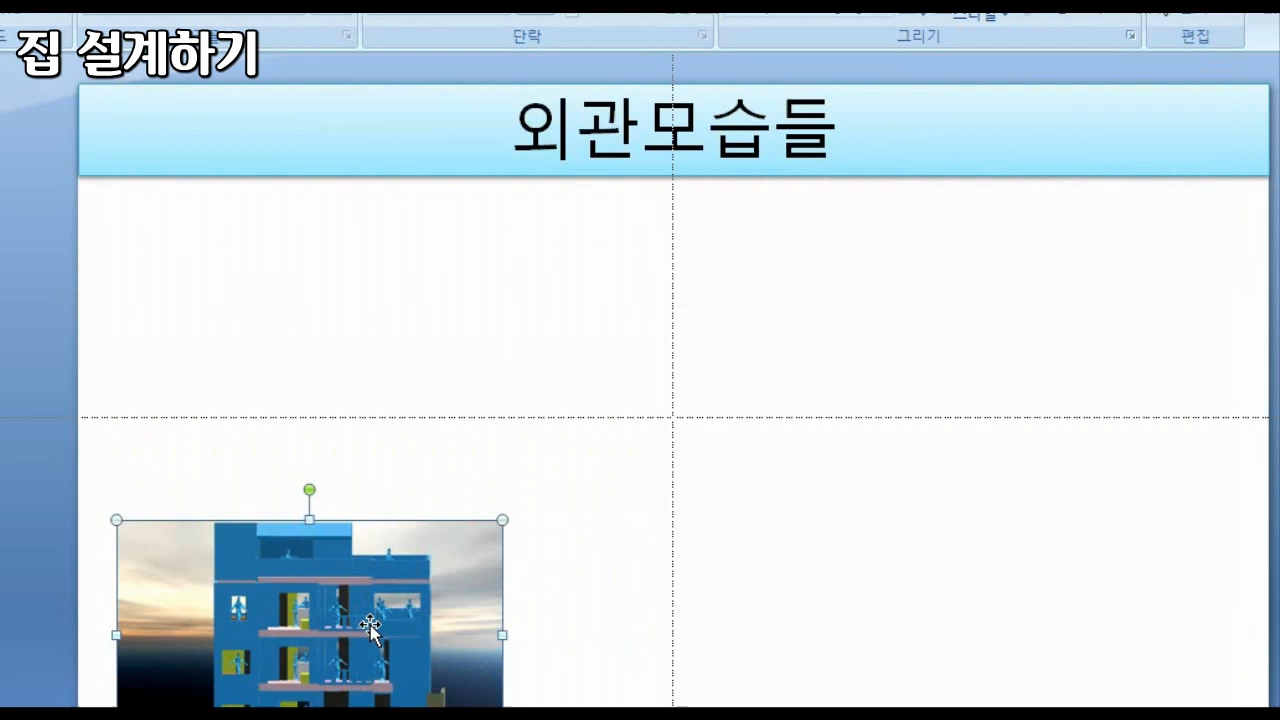 집 설계하기
단락
그리기
편집
외관모습들